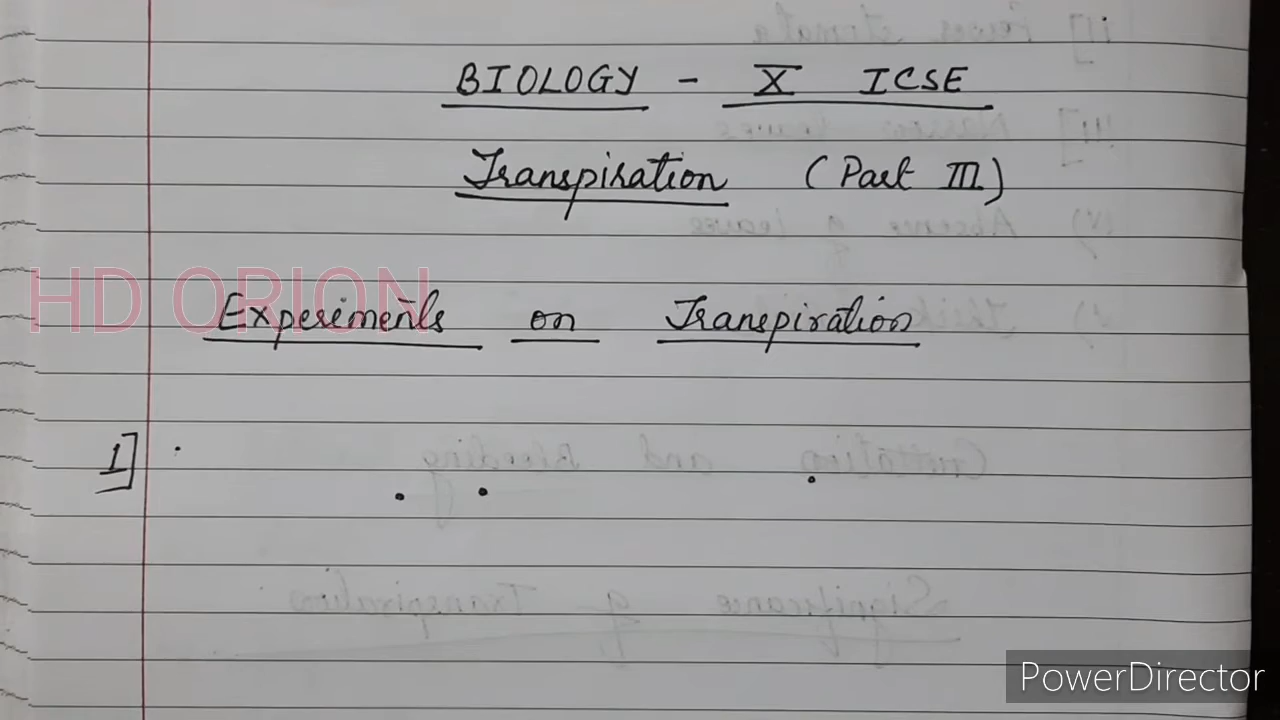 BIOLOGY - X ICSE
Transpiration (Part III)
HD ORION
Experiments on Transpiration
1]
PowerDirector